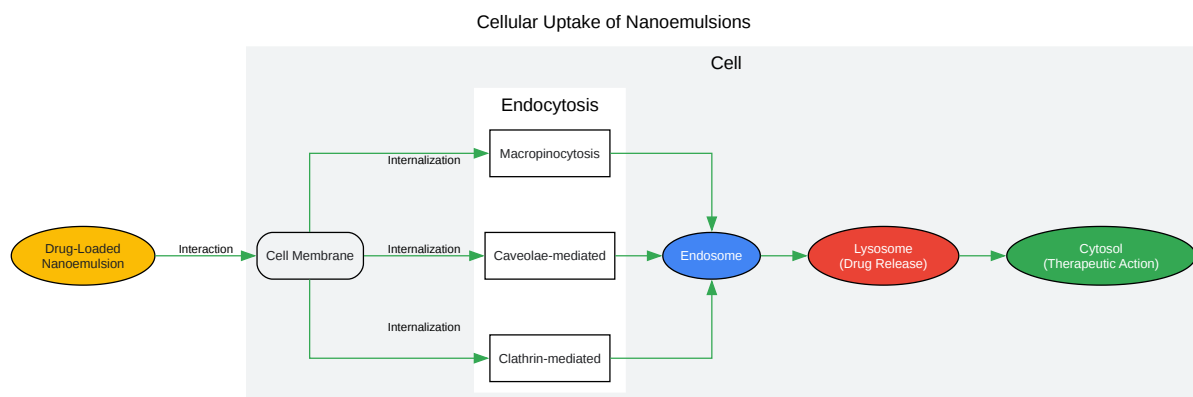 Cellular Uptake of Nanoemulsions
Cell
Endocytosis
Macropinocytosis
Internalization
Drug-Loaded
Nanoemulsion
Interaction
Cell Membrane
Internalization
Caveolae-mediated
Endosome
Lysosome
(Drug Release)
Cytosol
(Therapeutic Action)
Internalization
Clathrin-mediated